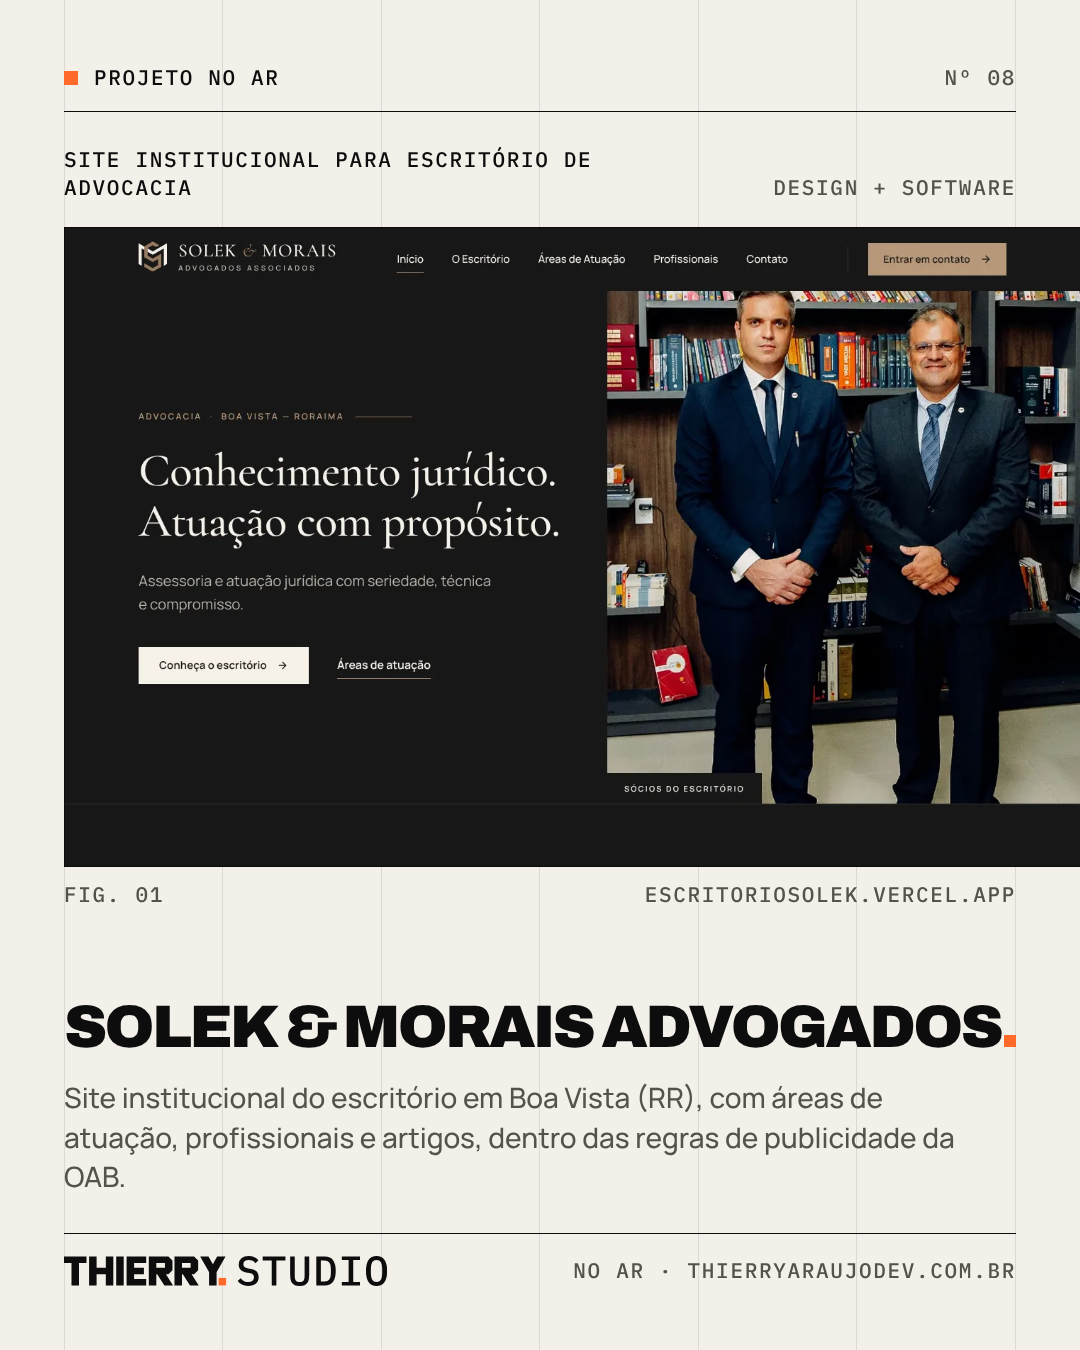 PROJETO NO AR
Nº 08
SITE INSTITUCIONAL PARA ESCRITÓRIO DE
ADVOCACIA
DESIGN + SOFTWARE
SOLEK & MORAIS
ADVOGADOS ASSOCIADOS
Início
O Escritório
Áreas de Atuação
Profissionais
Contato
Entrar em contato →
ADVOCACIA · BOA VISTA — RORAIMA
Conhecimento jurídico.
Atuação com propósito.
Assessoria e atuação jurídica com seriedade, técnica
e compromisso.
Conheça o escritório →
Áreas de atuação
SÓCIOS DO ESCRITÓRIO
FIG. 01
ESCRITORIOSOLEK.VERCEL.APP
SOLEK & MORAIS ADVOGADOS.
Site institucional do escritório em Boa Vista (RR), com áreas de
atuação, profissionais e artigos, dentro das regras de publicidade da
OAB.
THIERRY. STUDIO
NO AR · THIERRYARAUJODEV.COM.BR